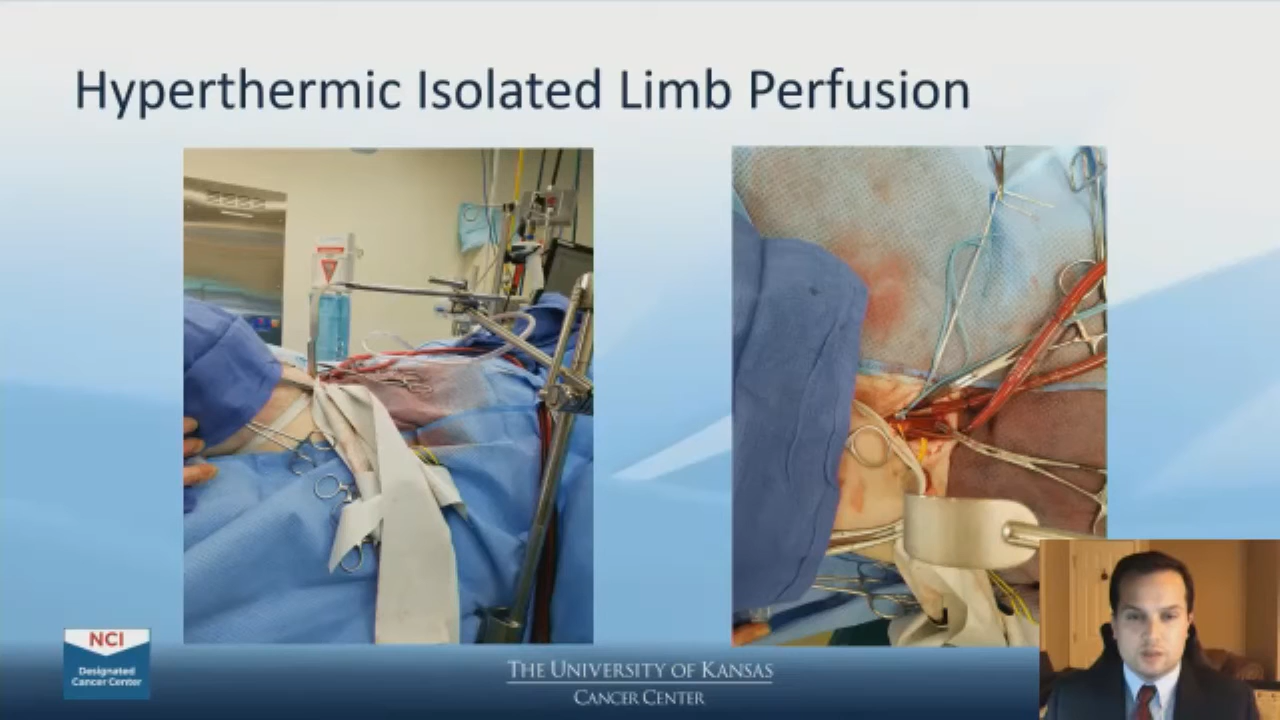 Hyperthermic Isolated Limb Perfusion
NCI
Designated
Cancer Center
THE UNIVERSITY OF KANSAS
CANCER CENTER